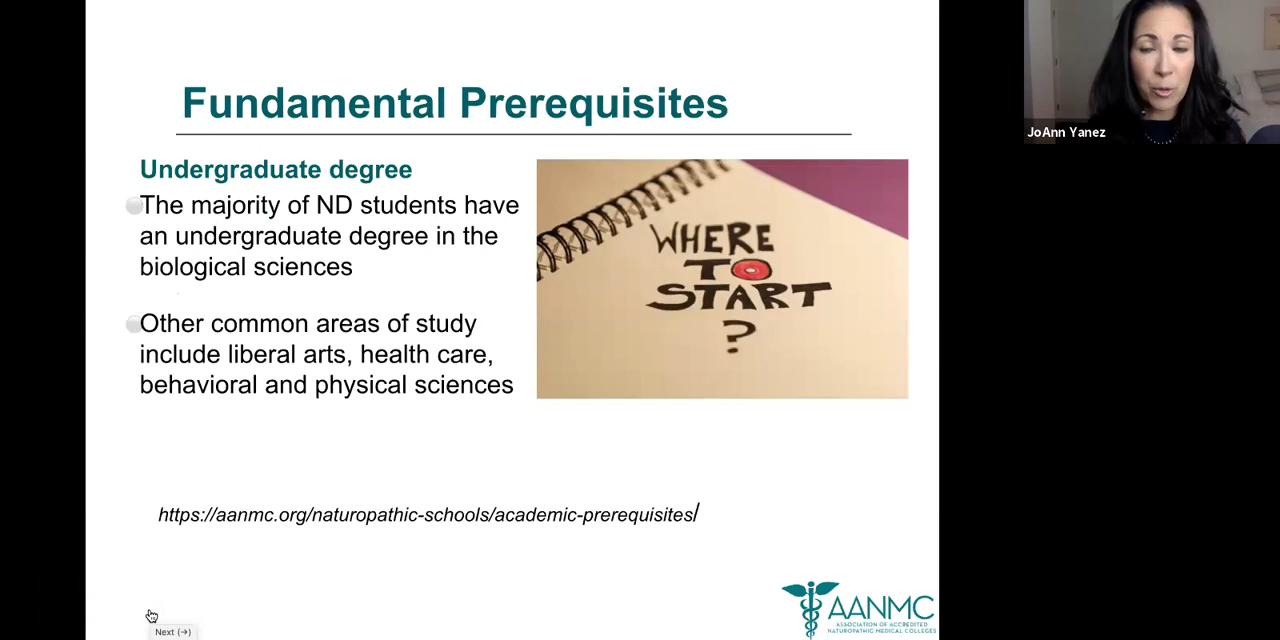 Fundamental Prerequisites
Undergraduate degree
The majority of ND students have
an undergraduate degree in the
biological sciences
Other common areas of study
include liberal arts, health care,
behavioral and physical sciences
WHERE
TO
START
?
https://aanmc.org/naturopathic-schools/academic-prerequisites/
AANMC
ASSOCIATION OF ACCREDITED
NATUROPATHIC MEDICAL COLLEGES
Next (→)
JoAnn Yanez